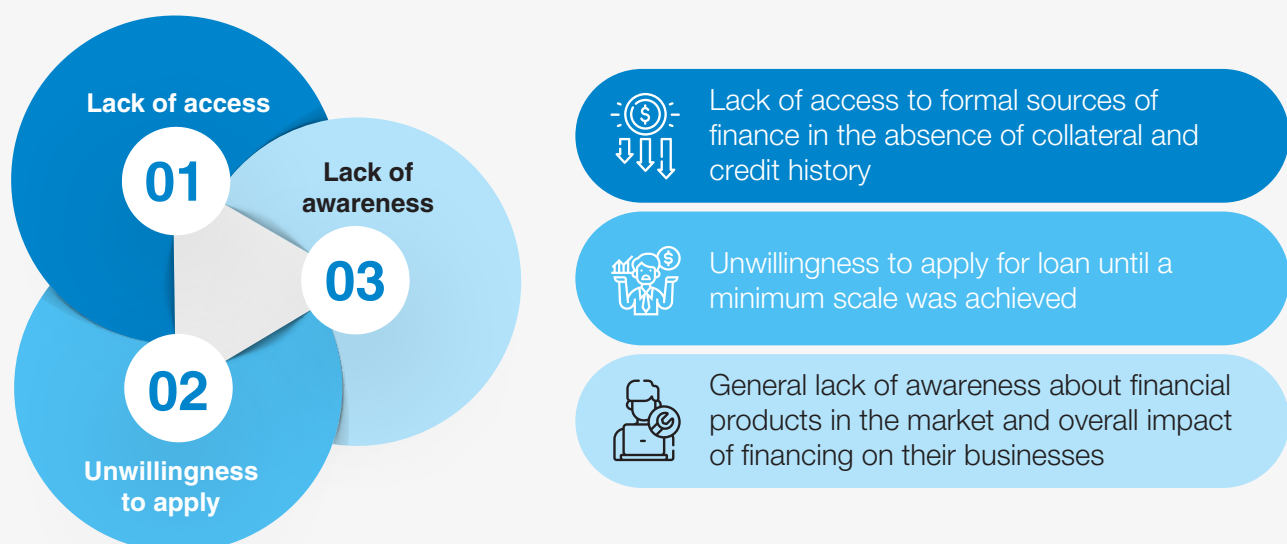 Lack of access
01
Lack of
awareness
03
02
Unwillingness
to apply
$
Lack of access to formal sources of
finance in the absence of collateral and
credit history
$
Unwillingness to apply for loan until a
minimum scale was achieved
General lack of awareness about financial
products in the market and overall impact
of financing on their businesses